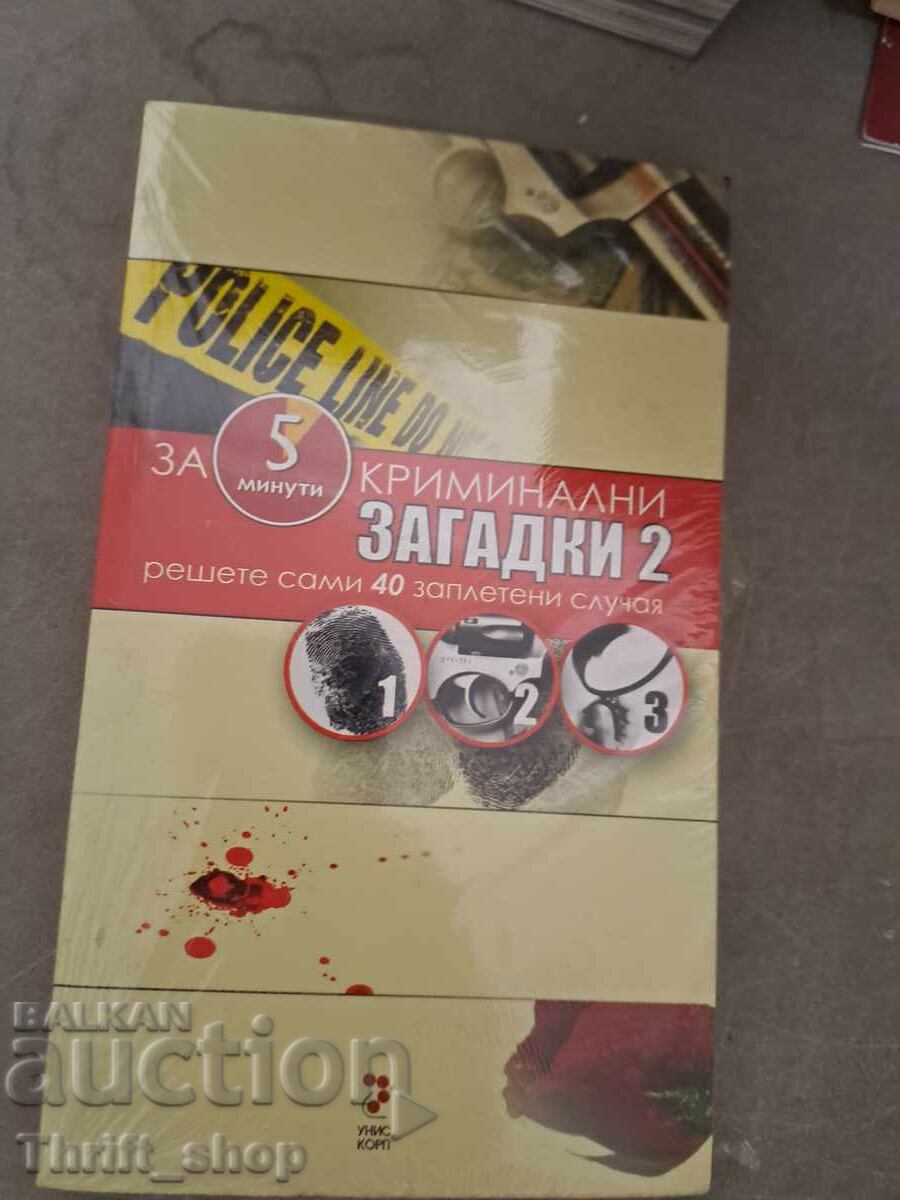 POLICE LINE DO
ЗА 5 минути
КРИМИНАЛНИ
ЗАГАДКИ 2
решете сами 40 заплетени случая
1 2 3
УНИС
КОРП
BALKAN
auction
Thrift_shop